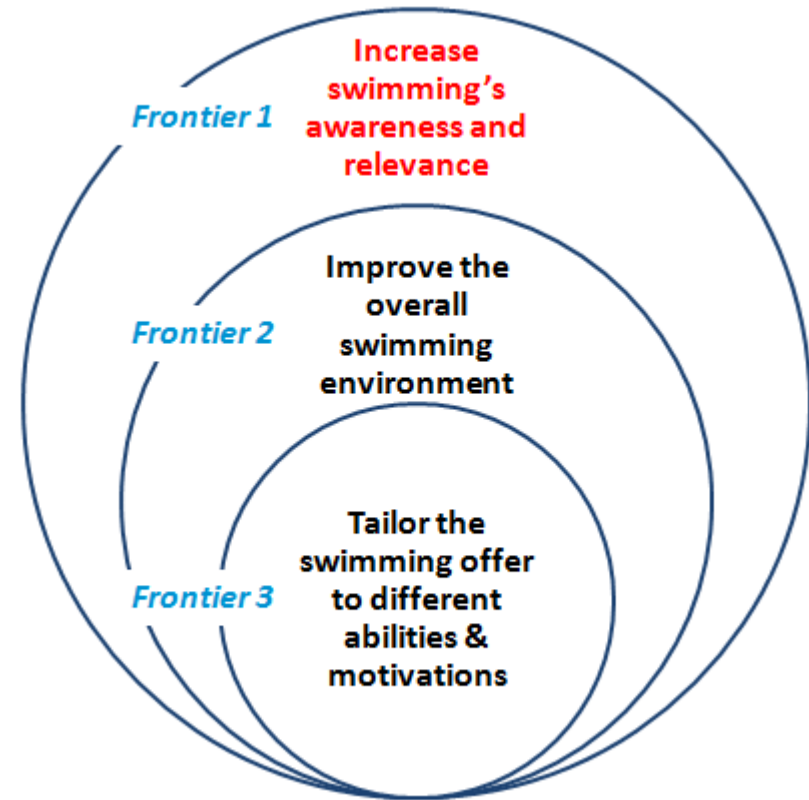 Increase
swimming's
Frontier 1
awareness and
relevance
Improve the
overall
Frontier 2
swimming
environment
Tailor the
swimming offer
Frontier 3
to different
abilities &
motivations